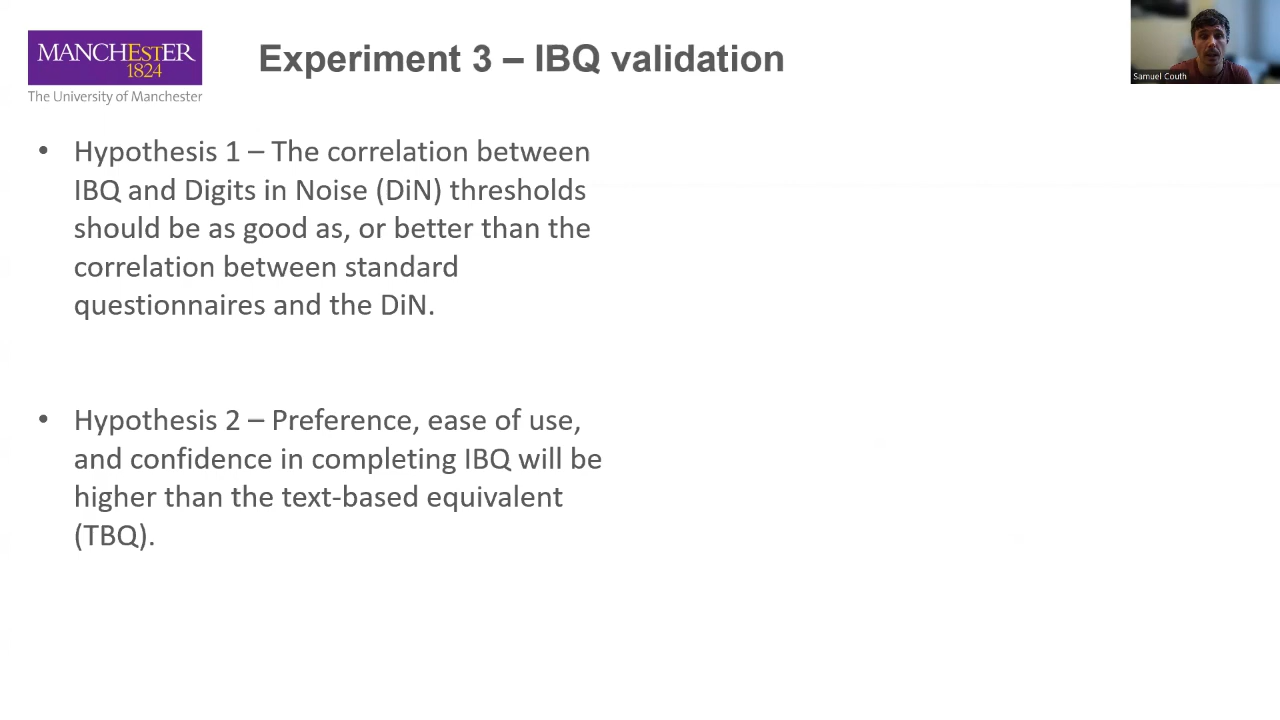 MANCHESTER
1824
The University of Manchester
Experiment 3 – IBQ validation
Samuel Couth
• Hypothesis 1 – The correlation between
IBQ and Digits in Noise (DiN) thresholds
should be as good as, or better than the
correlation between standard
questionnaires and the DiN.
• Hypothesis 2 – Preference, ease of use,
and confidence in completing IBQ will be
higher than the text-based equivalent
(TBQ).